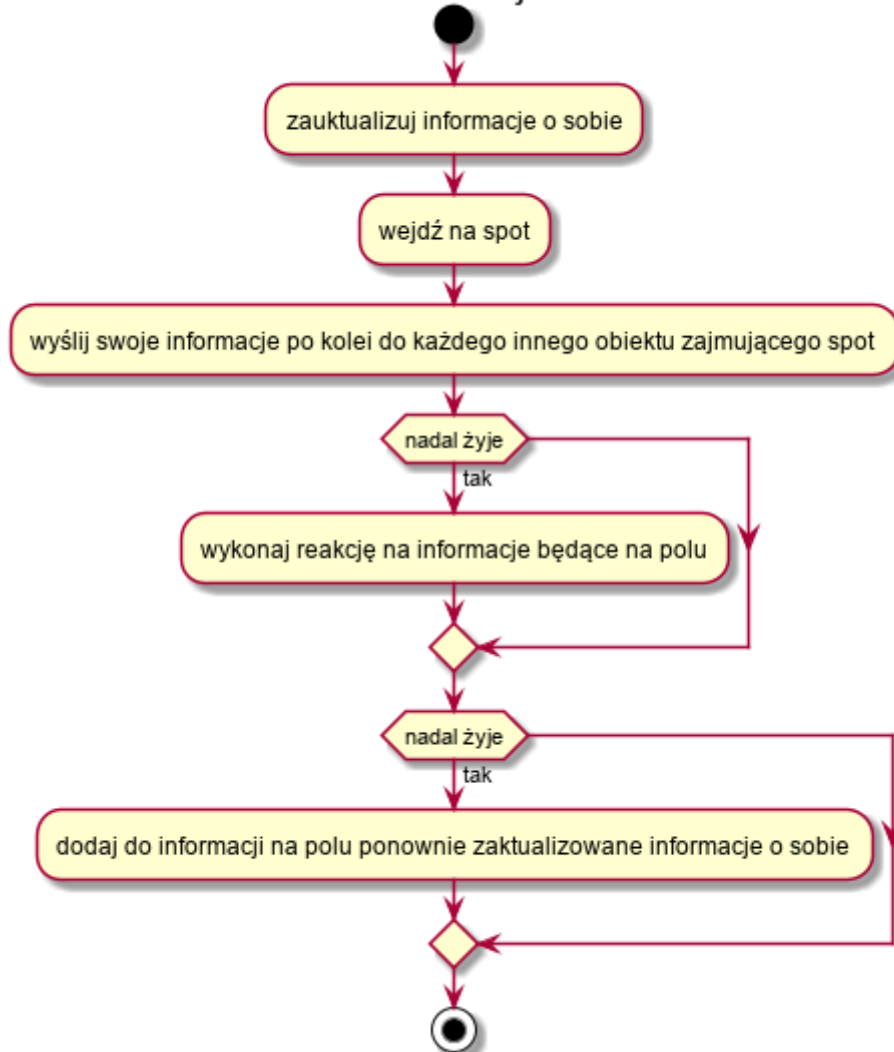 zauktualizuj informacje o sobie
wejdź na spot
wyślij swoje informacje po kolei do każdego innego obiektu zajmującego spot
nadal żyje
tak
wykonaj reakcję na informacje będące na polu
nadal żyje
tak
dodaj do informacji na polu ponownie zaktualizowane informacje o sobie